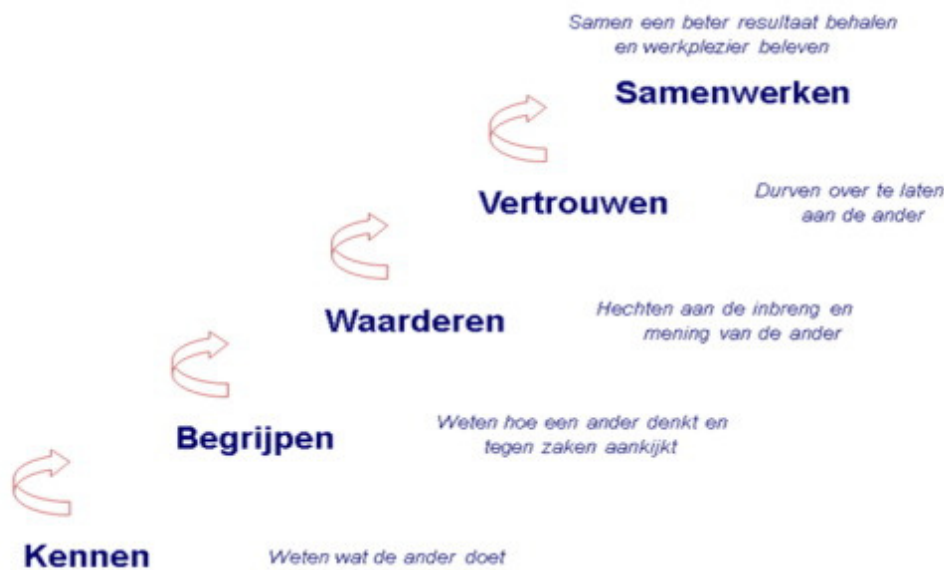 Samen een beter resultaat behalen
en werkplezier beleven
Samenwerken
Vertrouwen
Durven over te laten
aan de ander
Waarderen
Hechten aan de inbreng en
mening van de ander
Begrijpen
Weten hoe een ander denkt en
tegen zaken aankijkt
Kennen
Weten wat de ander doet